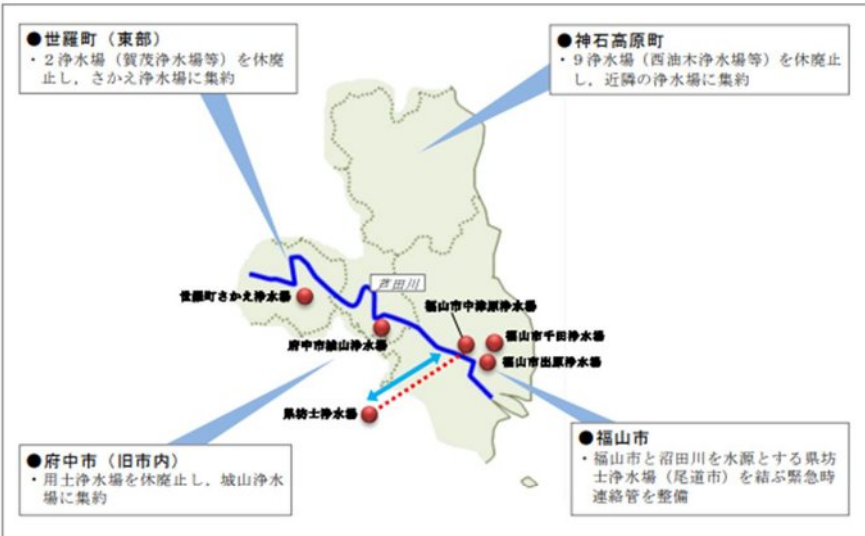 ●世羅町（東部）
・２浄水場（賀茂浄水場等）を休廃
止し，さかえ浄水場に集約
●神石高原町
・９浄水場（西油木浄水場等）を休廃止
し，近隣の浄水場に集約
芦田川
世羅町さかえ浄水場
福山市中津原浄水場
府中市城山浄水場
福山市千田浄水場
福山市出原浄水場
県坊士浄水場
●府中市（旧市内）
・用土浄水場を休廃止し，城山浄水
場に集約
●福山市
・福山市と沼田川を水源とする県坊
士浄水場（尾道市）を結ぶ緊急時
連絡管を整備